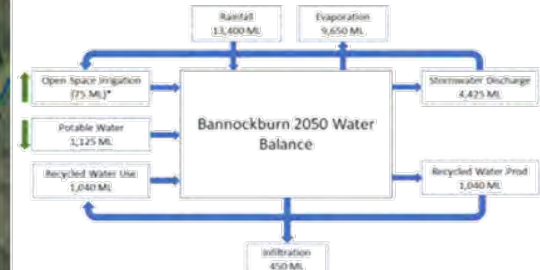 Rainfall
13,400 ML
Evaporation
9,650 ML
Open Space Irrigation
(75 ML)*
Stormwater Discharge
4,425 ML
Potable Water
1,125 ML
Bannockburn 2050 Water
Balance
Recycled Water Use
1,040 ML
Recycled Water Prod
1,040 ML
Infiltration
450 ML